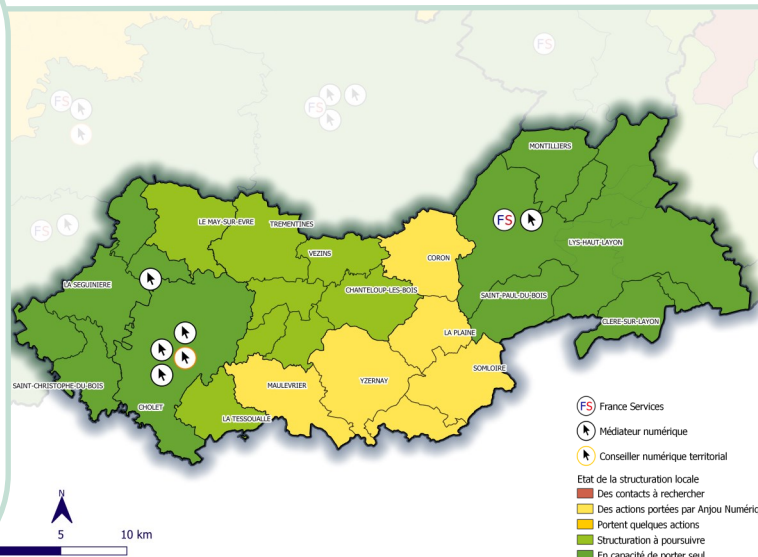 FS
FS
FS
MONTILLIERS
LE MAY-SUR-EVRE
TREMENTINES
FS
LYS-HAUT-LAYON
VEZINS
CORON
LA SEGUINIERE
CHANTELOUP-LES-BOIS
SAINT-PAUL-DU-BOIS
CLERE-SUR-LAYON
LA PLAINE
SOMLOIRE
YZERNAY
MAULEVRIER
SAINT-CHRISTOPHE-DU-BOIS
CHOLET
LA TESSOUALLE
FS France Services
Médiateur numérique
Conseiller numérique territorial
Etat de la structuration locale
Des contacts à rechercher
Des actions portées par Anjou Numéric
Portent quelques actions
Structuration à poursuivre
En capacité de porter seul
N
5 10 km